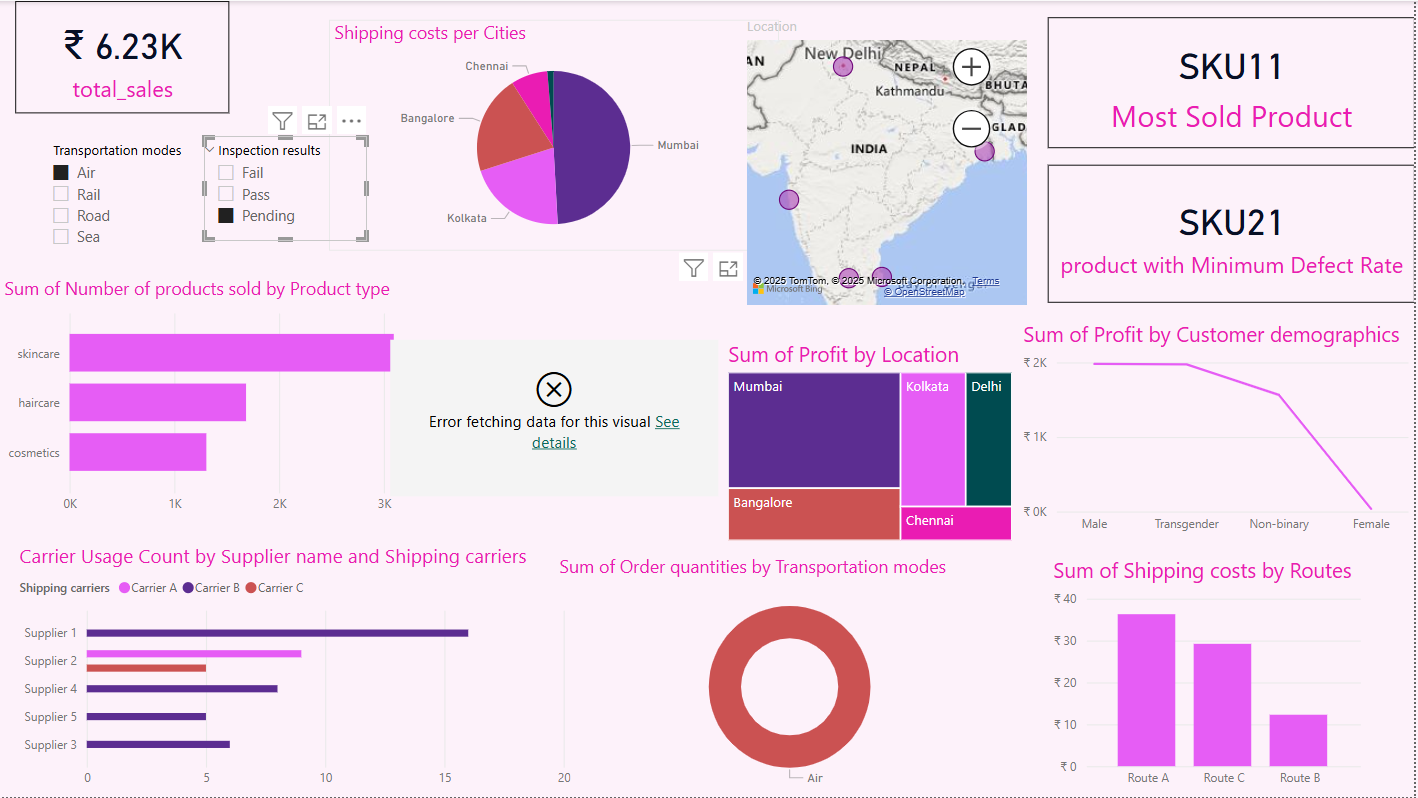 ₹ 6.23K
total_sales
Transportation modes
Air
Rail
Road
Sea
Inspection results
Fail
Pass
Pending
Shipping costs per Cities
Chennai
Bangalore
Mumbai
Kolkata
Location
New Delhi
AN
NEPAL
Kathmandu
BHUTA
GLAD
INDIA
© 2025 TomTom, © 2025 Microsoft Corporation, Terms
© OpenStreetMap
Microsoft Bing
SKU11
Most Sold Product
SKU21
product with Minimum Defect Rate
Sum of Number of products sold by Product type
skincare
haircare
cosmetics
0K 1K 2K 3K
Error fetching data for this visual See
details
Sum of Profit by Location
Mumbai
Kolkata
Delhi
Bangalore
Chennai
Sum of Profit by Customer demographics
₹ 2K
₹ 1K
₹ 0K
Male Transgender Non-binary Female
Carrier Usage Count by Supplier name and Shipping carriers
Shipping carriers Carrier A Carrier B Carrier C
Supplier 1
Supplier 2
Supplier 4
Supplier 5
Supplier 3
0 5 10 15 20
Sum of Order quantities by Transportation modes
Air
Sum of Shipping costs by Routes
₹ 40
₹ 30
₹ 20
₹ 10
₹ 0
Route A Route C Route B